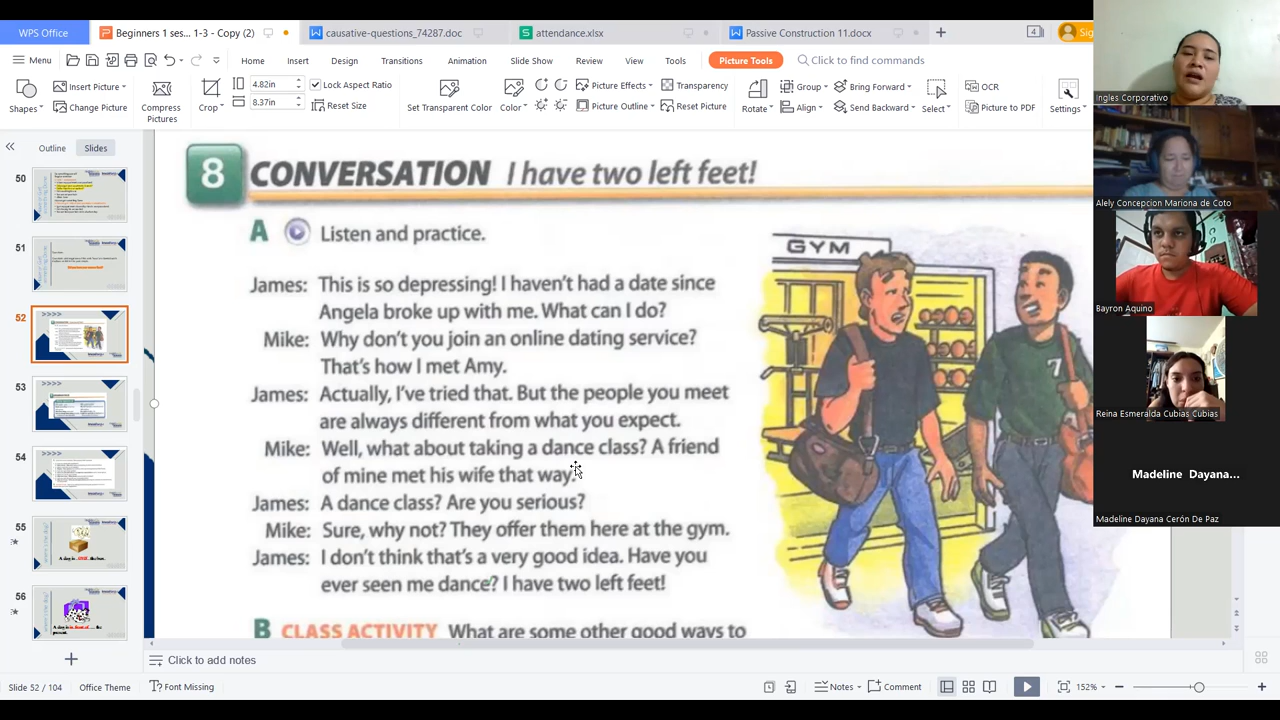 WPS Office
Beginners 1 ses... 1-3 - Copy (2)
causative-questions_74287.doc
attendance.xlsx
Passive Construction 11.docx
4
Menu
Home
Insert
Design
Transitions
Animation
Slide Show
Review
View
Tools
Picture Tools
Click to find commands
Shapes
Insert Picture
Change Picture
Compress
Pictures
Crop
4.82in
8.37in
Lock Aspect Ratio
Reset Size
Set Transparent Color
Color
Picture Effects
Picture Outline
Transparency
Reset Picture
Rotate
Group
Align
Bring Forward
Send Backward
Select
OCR
Picture to PDF
Settings
Outline
Slides
50
51
52
53
54
55
56
8 CONVERSATION I have two left feet!
A Listen and practice.
James: This is so depressing! I haven't had a date since
Angela broke up with me. What can I do?
Mike: Why don't you join an online dating service?
That's how I met Amy.
James: Actually, I've tried that. But the people you meet
are always different from what you expect.
Mike: Well, what about taking a dance class? A friend
of mine met his wife that way.
James: A dance class? Are you serious?
Mike: Sure, why not? They offer them here at the gym.
James: I don't think that's a very good idea. Have you
ever seen me dance? I have two left feet!
B CLASS ACTIVITY What are some other good ways to
GYM
7
Ingles Corporativo
Alely Concepcion Mariona de Coto
Bayron Aquino
Reina Esmeralda Cubias Cubias
Madeline Dayana...
Madeline Dayana Cerón De Paz
Click to add notes
Slide 52 / 104
Office Theme
Font Missing
Notes
Comment
152%